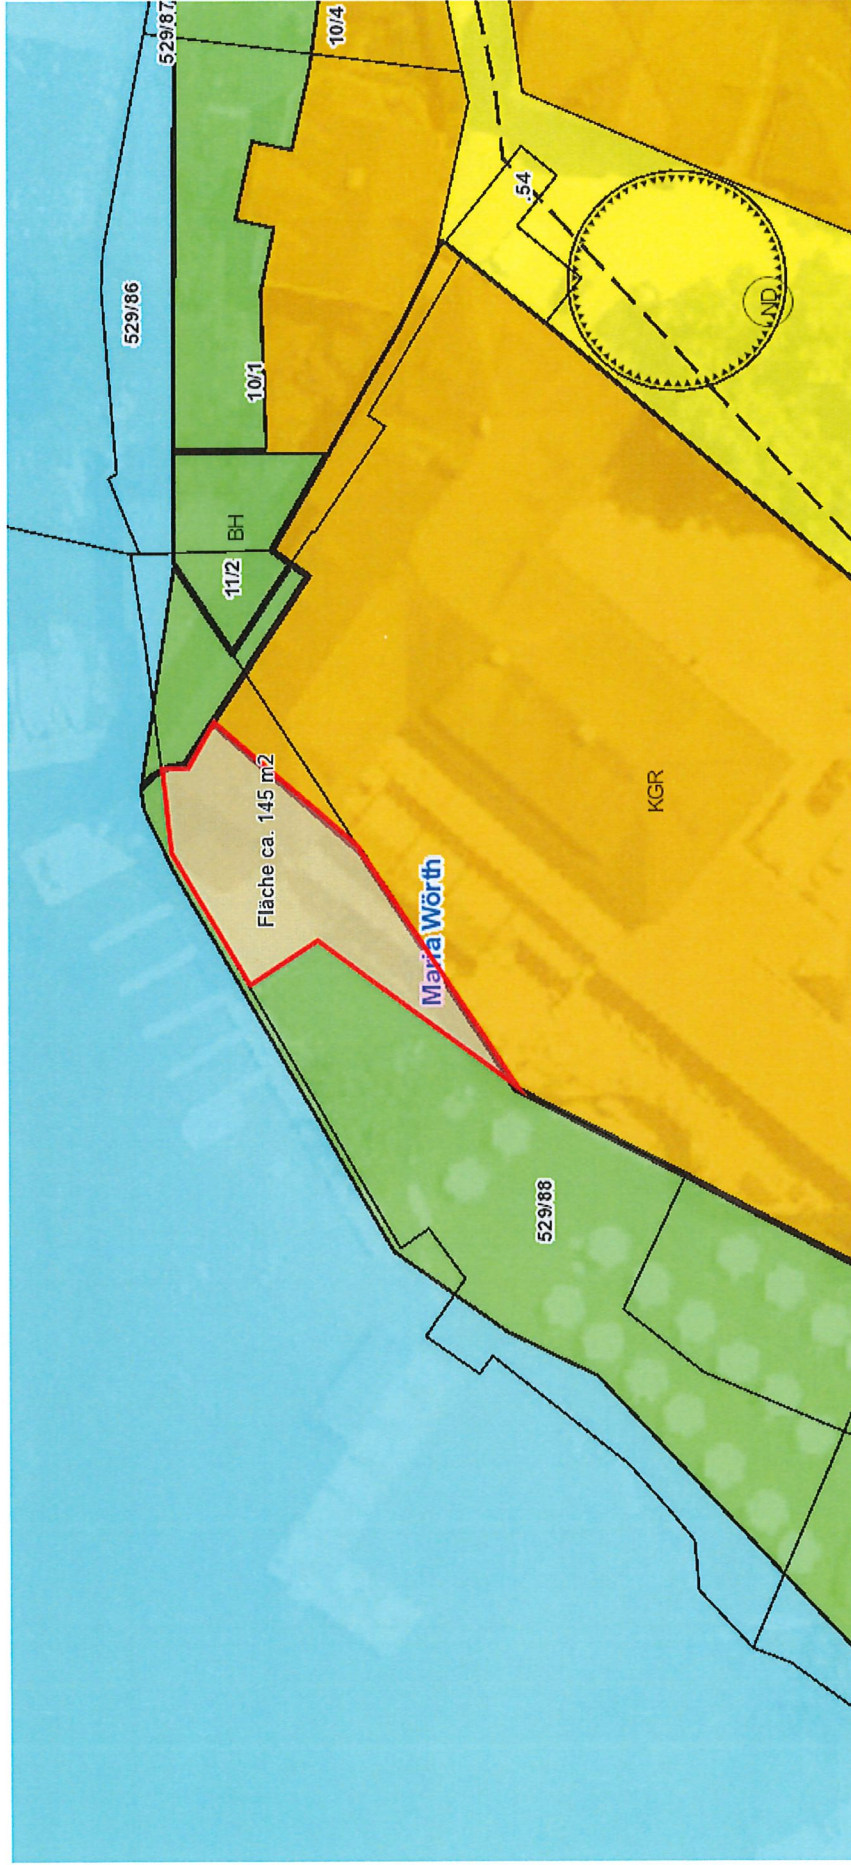 529/87
10/4
529/86
.54
10/1
ND
BH
11/2
Fläche ca. 145 m2
KGR
Maria Wörth
529/88